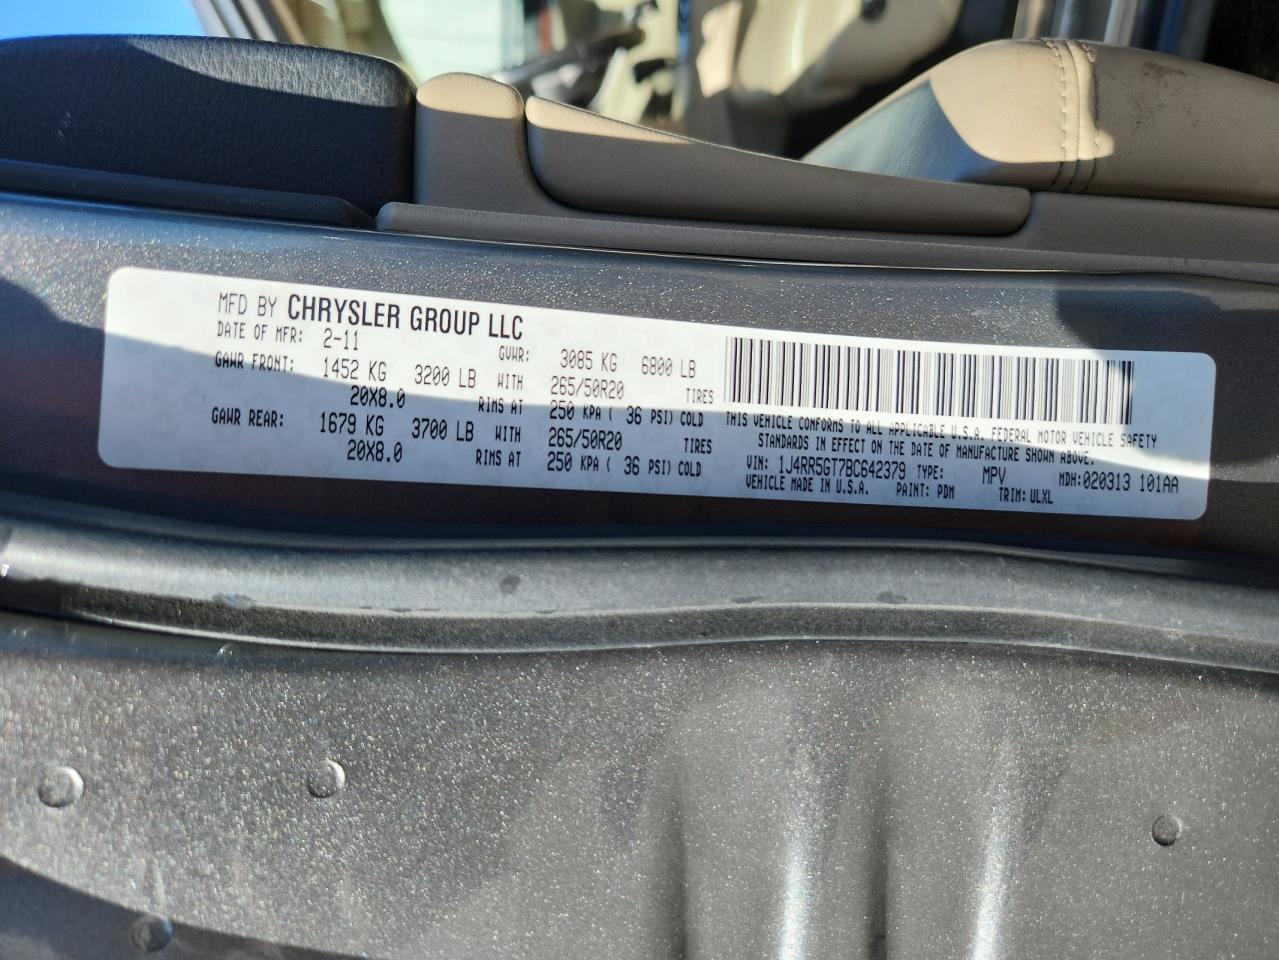 MFD BY CHRYSLER GROUP LLC
DATE OF MFR: 2-11 GVWR: 3085 KG 6800 LB
GAWR FRONT: 1452 KG 3200 LB WITH 265/50R20 TIRES
20X8.0 RIMS AT 250 KPA ( 36 PSI) COLD
GAWR REAR: 1679 KG 3700 LB WITH 265/50R20 TIRES
20X8.0 RIMS AT 250 KPA ( 36 PSI) COLD
THIS VEHICLE CONFORMS TO ALL APPLICABLE U.S.A. FEDERAL MOTOR VEHICLE SAFETY
STANDARDS IN EFFECT ON THE DATE OF MANUFACTURE SHOWN ABOVE.
VIN: 1J4RR5GT7BC642379 TYPE: MPV MDH:020313 101AA
VEHICLE MADE IN U.S.A. PAINT: PDM TRIM: ULXL